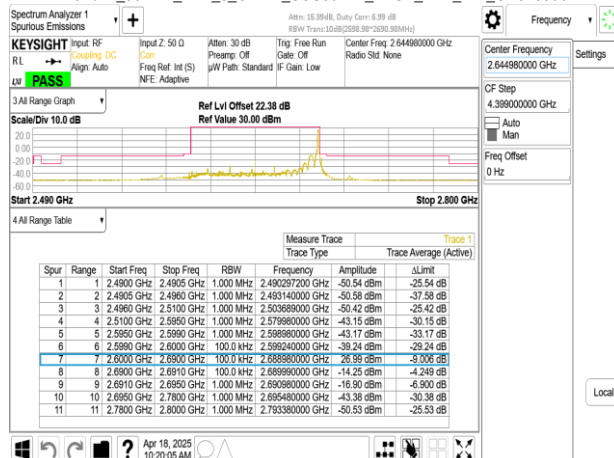 Spectrum Analyzer 1
Spurious Emissions
Attn: 15.39dB, Duty Corr: 6.99 dB
RBW Trans:10dB(2598.98~2690.98MHz)
Frequency
KEYSIGHT
RL
PASS
Input: RF
Coupling: DC
Align: Auto
Input Z: 50 Ω
Corr
Freq Ref: Int (S)
NFE: Adaptive
Atten: 30 dB
Preamp: Off
µW Path: Standard
Trig: Free Run
Gate: Off
IF Gain: Low
Center Freq: 2.644980000 GHz
Radio Std: None
Center Frequency
2.644980000 GHz
Settings
CF Step
4.399000000 GHz
Auto
Man
Freq Offset
0 Hz
3 All Range Graph
Scale/Div 10.0 dB
Ref Lvl Offset 22.38 dB
Ref Value 30.00 dBm
20.0
10.0
0.00
-20.0
-40.0
-60.0
Start 2.490 GHz
Stop 2.800 GHz
4 All Range Table
Measure Trace Trace 1
Trace Type Trace Average (Active)
Spur Range Start Freq Stop Freq RBW Frequency Amplitude ΔLimit
1 1 2.4900 GHz 2.4905 GHz 1.000 MHz 2.490297200 GHz -50.54 dBm -25.54 dB
2 2 2.4905 GHz 2.4960 GHz 1.000 MHz 2.493140000 GHz -50.58 dBm -37.58 dB
3 3 2.4960 GHz 2.5100 GHz 1.000 MHz 2.503689000 GHz -50.42 dBm -25.42 dB
4 4 2.5100 GHz 2.5950 GHz 1.000 MHz 2.579980000 GHz -43.15 dBm -30.15 dB
5 5 2.5950 GHz 2.5990 GHz 1.000 MHz 2.598980000 GHz -43.17 dBm -33.17 dB
6 6 2.5990 GHz 2.6000 GHz 100.0 kHz 2.599240000 GHz -39.24 dBm -29.24 dB
7 7 2.6000 GHz 2.6900 GHz 100.0 kHz 2.688980000 GHz 26.99 dBm -9.006 dB
8 8 2.6900 GHz 2.6910 GHz 100.0 kHz 2.689990000 GHz -14.25 dBm -4.249 dB
9 9 2.6910 GHz 2.6950 GHz 1.000 MHz 2.690980000 GHz -16.90 dBm -6.900 dB
10 10 2.6950 GHz 2.7800 GHz 1.000 MHz 2.695480000 GHz -43.38 dBm -30.38 dB
11 11 2.7800 GHz 2.8000 GHz 1.000 MHz 2.793380000 GHz -50.53 dBm -25.53 dB
Local
?
Apr 18, 2025
10:20:05 AM